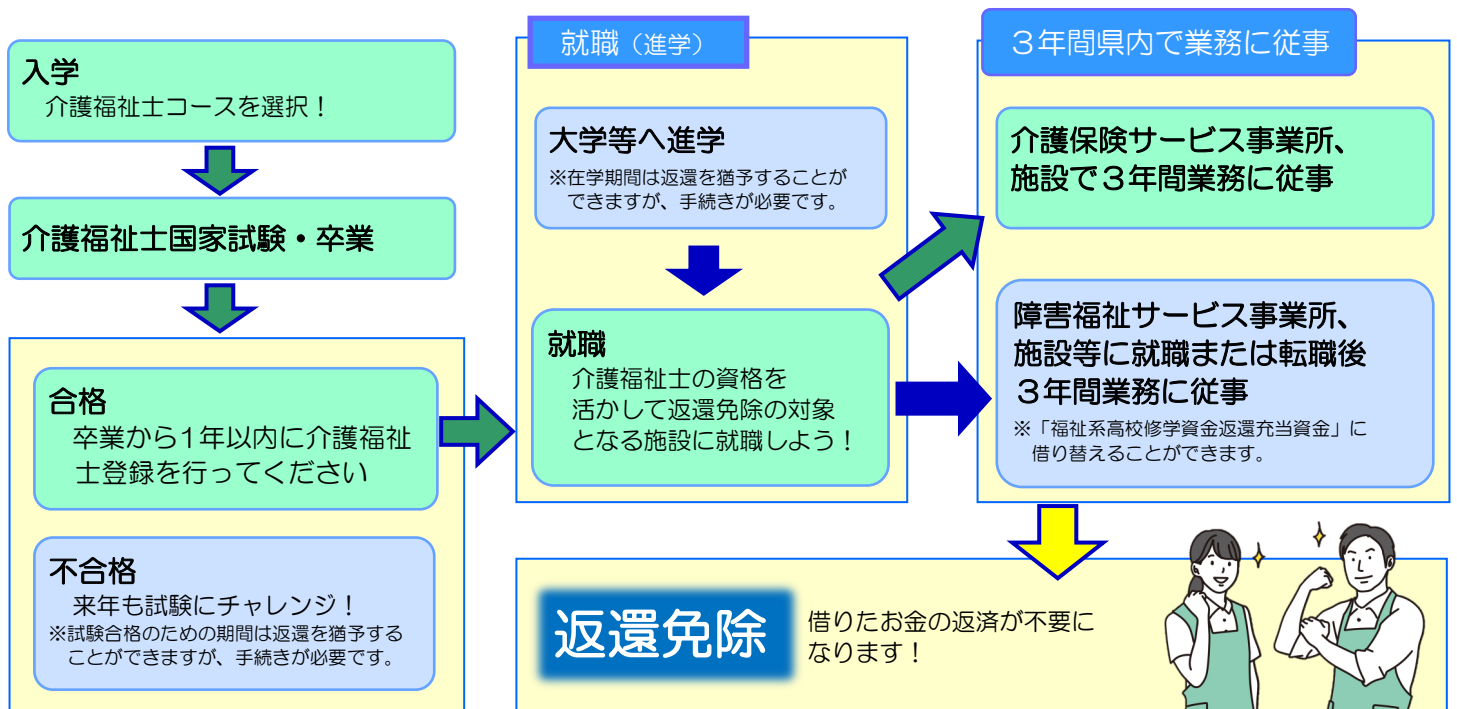 入学
介護福祉士コースを選択！
介護福祉士国家試験・卒業
合格
卒業から1年以内に介護福祉
士登録を行ってください
不合格
来年も試験にチャレンジ！
※試験合格のための期間は返還を猶予する
ことができますが、手続きが必要です。
就職（進学）
大学等へ進学
※在学期間は返還を猶予することが
できますが、手続きが必要です。
就職
介護福祉士の資格を
活かして返還免除の対象
となる施設に就職しよう！
３年間県内で業務に従事
介護保険サービス事業所、
施設で３年間業務に従事
障害福祉サービス事業所、
施設等に就職または転職後
３年間業務に従事
※「福祉系高校修学資金返還充当資金」に
借り替えることができます。
返還免除
借りたお金の返済が不要に
なります！